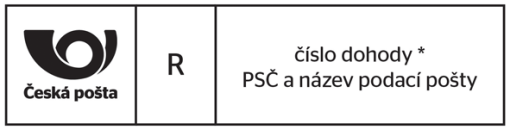 Česká pošta
R
číslo dohody *
PSČ a název podací pošty